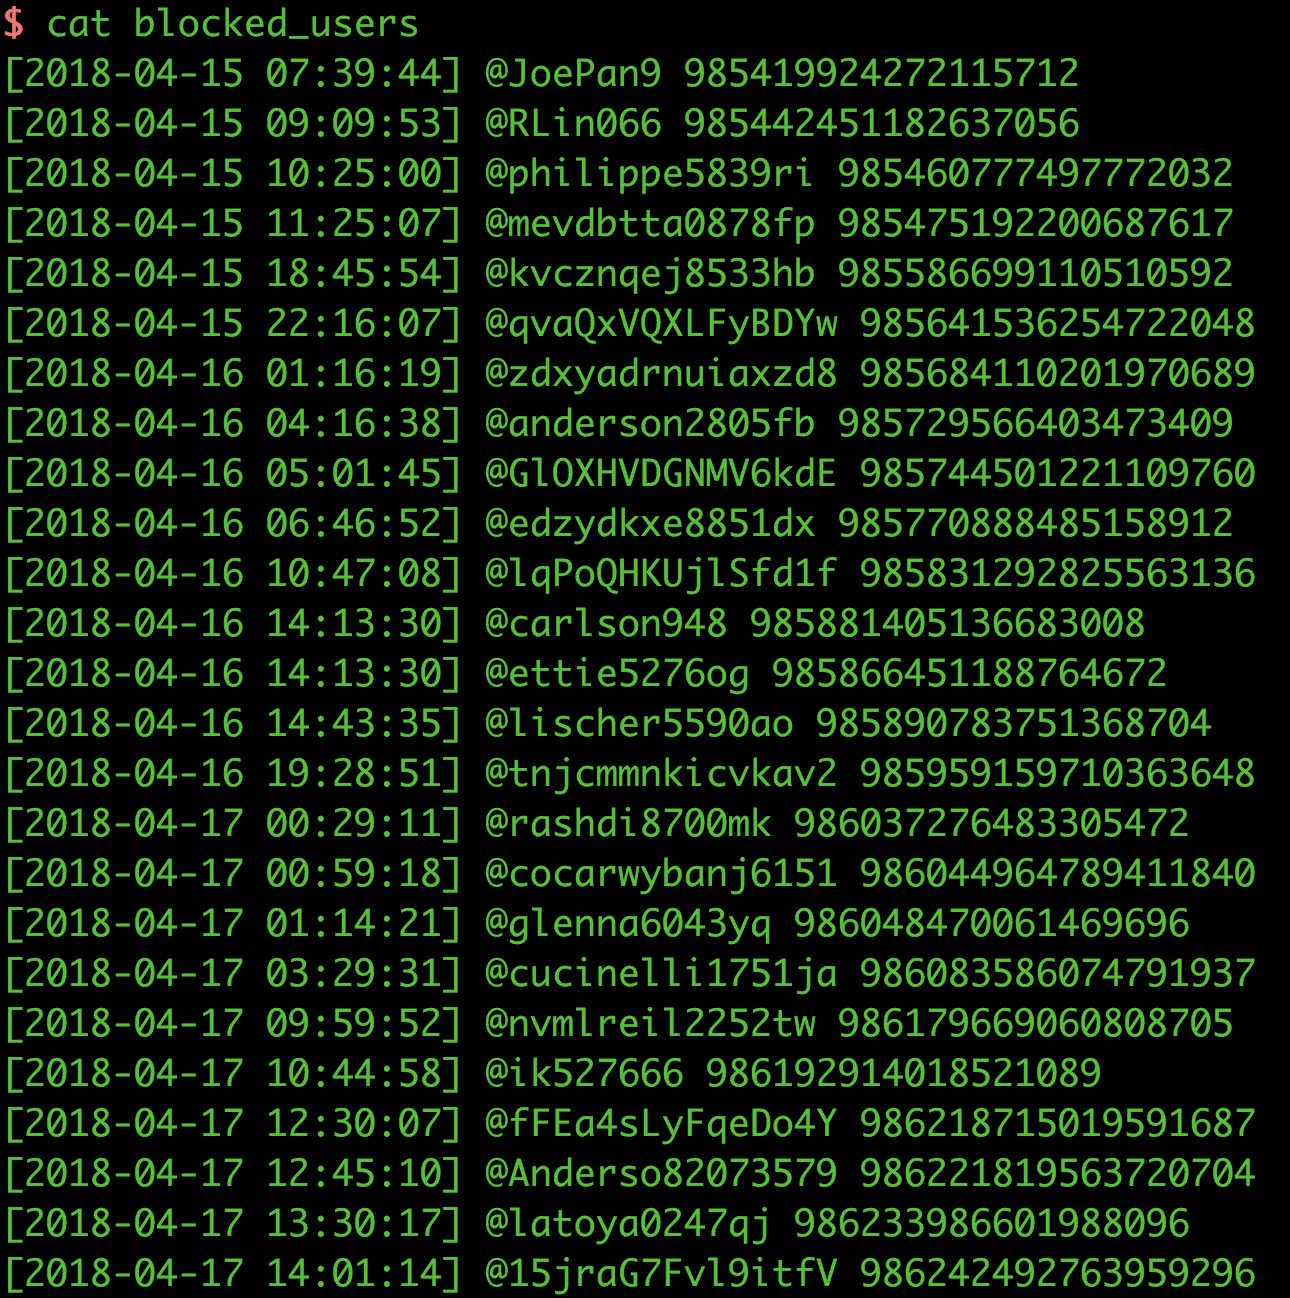 $ cat blocked_users
[2018-04-15 07:39:44] @JoePan9 985419924272115712
[2018-04-15 09:09:53] @RLin066 985442451182637056
[2018-04-15 10:25:00] @philippe5839ri 985460777497772032
[2018-04-15 11:25:07] @mevdbtta0878fp 985475192200687617
[2018-04-15 18:45:54] @kvcznqej8533hb 985586699110510592
[2018-04-15 22:16:07] @qvaQxVQXLFyBDYw 985641536254722048
[2018-04-16 01:16:19] @zdxyadrnuiaxzd8 985684110201970689
[2018-04-16 04:16:38] @anderson2805fb 985729566403473409
[2018-04-16 05:01:45] @GlOXHVDGNMV6kdE 985744501221109760
[2018-04-16 06:46:52] @edzydkxe8851dx 985770888485158912
[2018-04-16 10:47:08] @lqPoQHKUjlSfd1f 985831292825563136
[2018-04-16 14:13:30] @carlson948 985881405136683008
[2018-04-16 14:13:30] @ettie5276og 985866451188764672
[2018-04-16 14:43:35] @lischer5590ao 985890783751368704
[2018-04-16 19:28:51] @tnjcmmnkicvkav2 985959159710363648
[2018-04-17 00:29:11] @rashdi8700mk 986037276483305472
[2018-04-17 00:59:18] @cocarwybanj6151 986044964789411840
[2018-04-17 01:14:21] @glenna6043yq 986048470061469696
[2018-04-17 03:29:31] @cucinelli1751ja 986083586074791937
[2018-04-17 09:59:52] @nvmlreil2252tw 986179669060808705
[2018-04-17 10:44:58] @ik527666 986192914018521089
[2018-04-17 12:30:07] @fFEa4sLyFqeDo4Y 986218715019591687
[2018-04-17 12:45:10] @Anderso82073579 986221819563720704
[2018-04-17 13:30:17] @latoya0247qj 986233986601988096
[2018-04-17 14:01:14] @15jraG7Fvl9itfV 986242492763959296